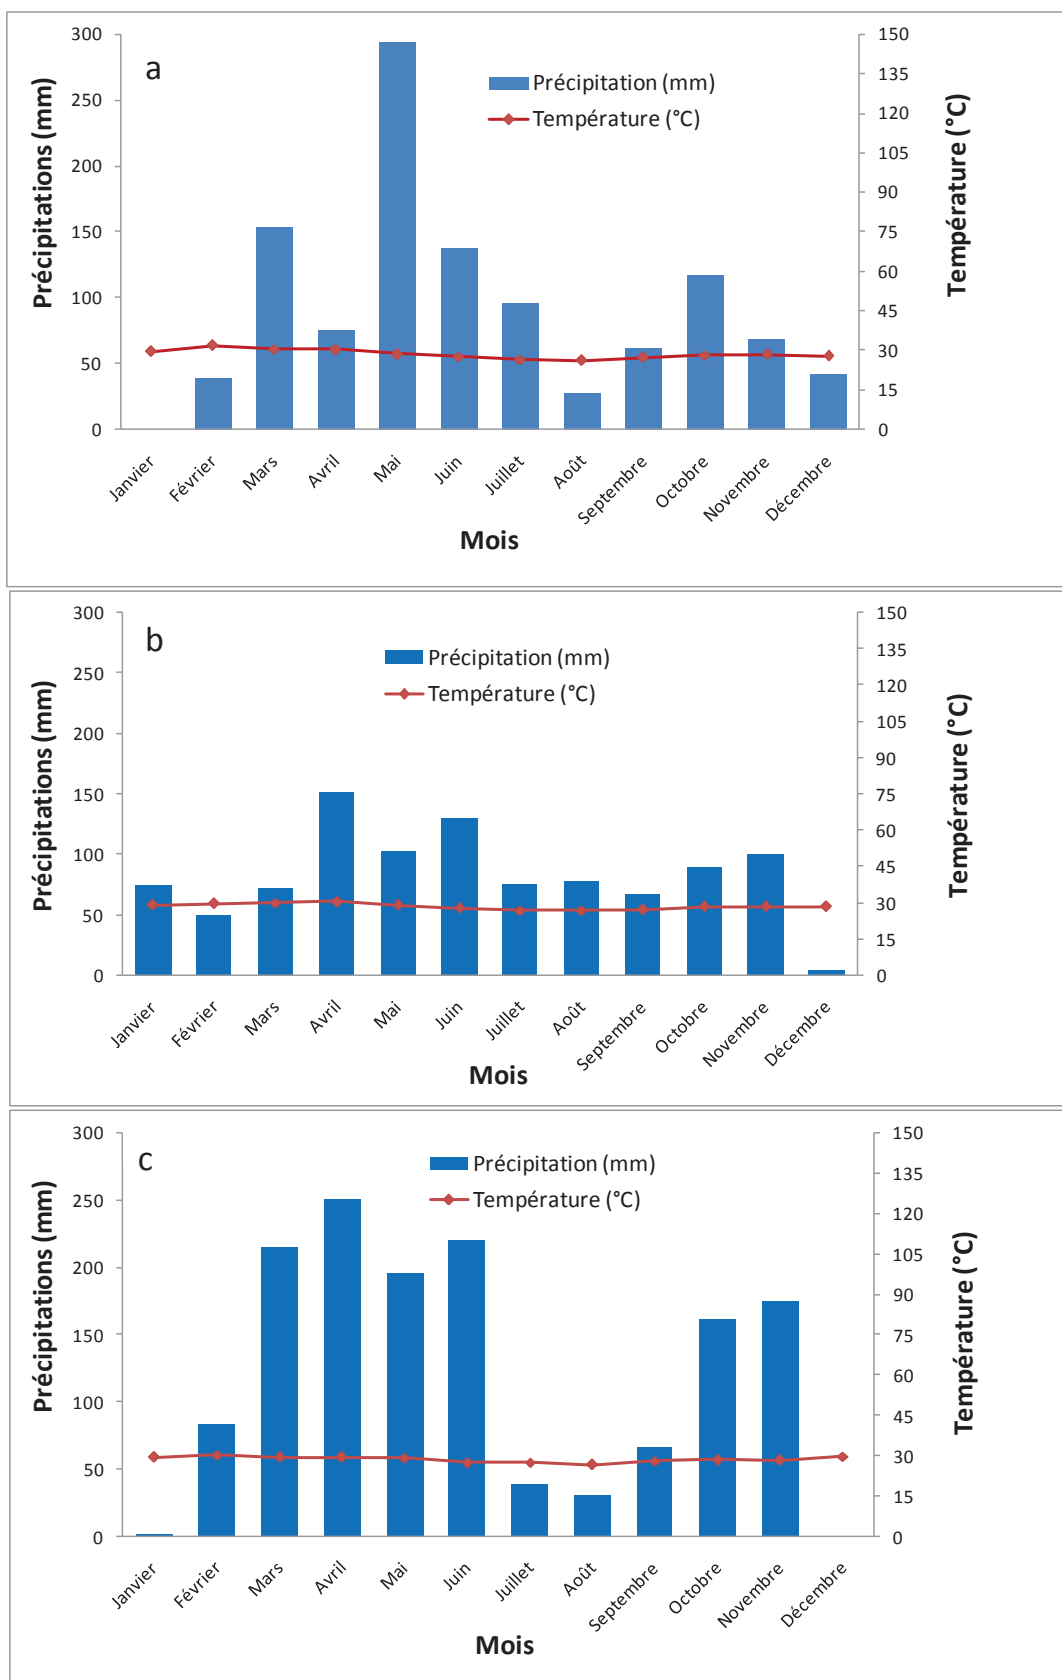 a
Précipitations (mm)
Température (°C)
300
250
200
150
100
50
0
150
135
120
105
90
75
60
45
30
15
0
Précipitation (mm)
Température (°C)
Janvier
Février
Mars
Avril
Mai
Juin
Juillet
Août
Septembre
Octobre
Novembre
Décembre
Mois
b
Précipitations (mm)
Température (°C)
300
250
200
150
100
50
0
150
135
120
105
90
75
60
45
30
15
0
Précipitation (mm)
Température (°C)
Janvier
Février
Mars
Avril
Mai
Juin
Juillet
Août
Septembre
Octobre
Novembre
Décembre
Mois
c
Précipitations (mm)
Température (°C)
300
250
200
150
100
50
0
150
135
120
105
90
75
60
45
30
15
0
Précipitation (mm)
Température (°C)
Janvier
Février
Mars
Avril
Mai
Juin
Juillet
Août
Septembre
Octobre
Novembre
Décembre
Mois